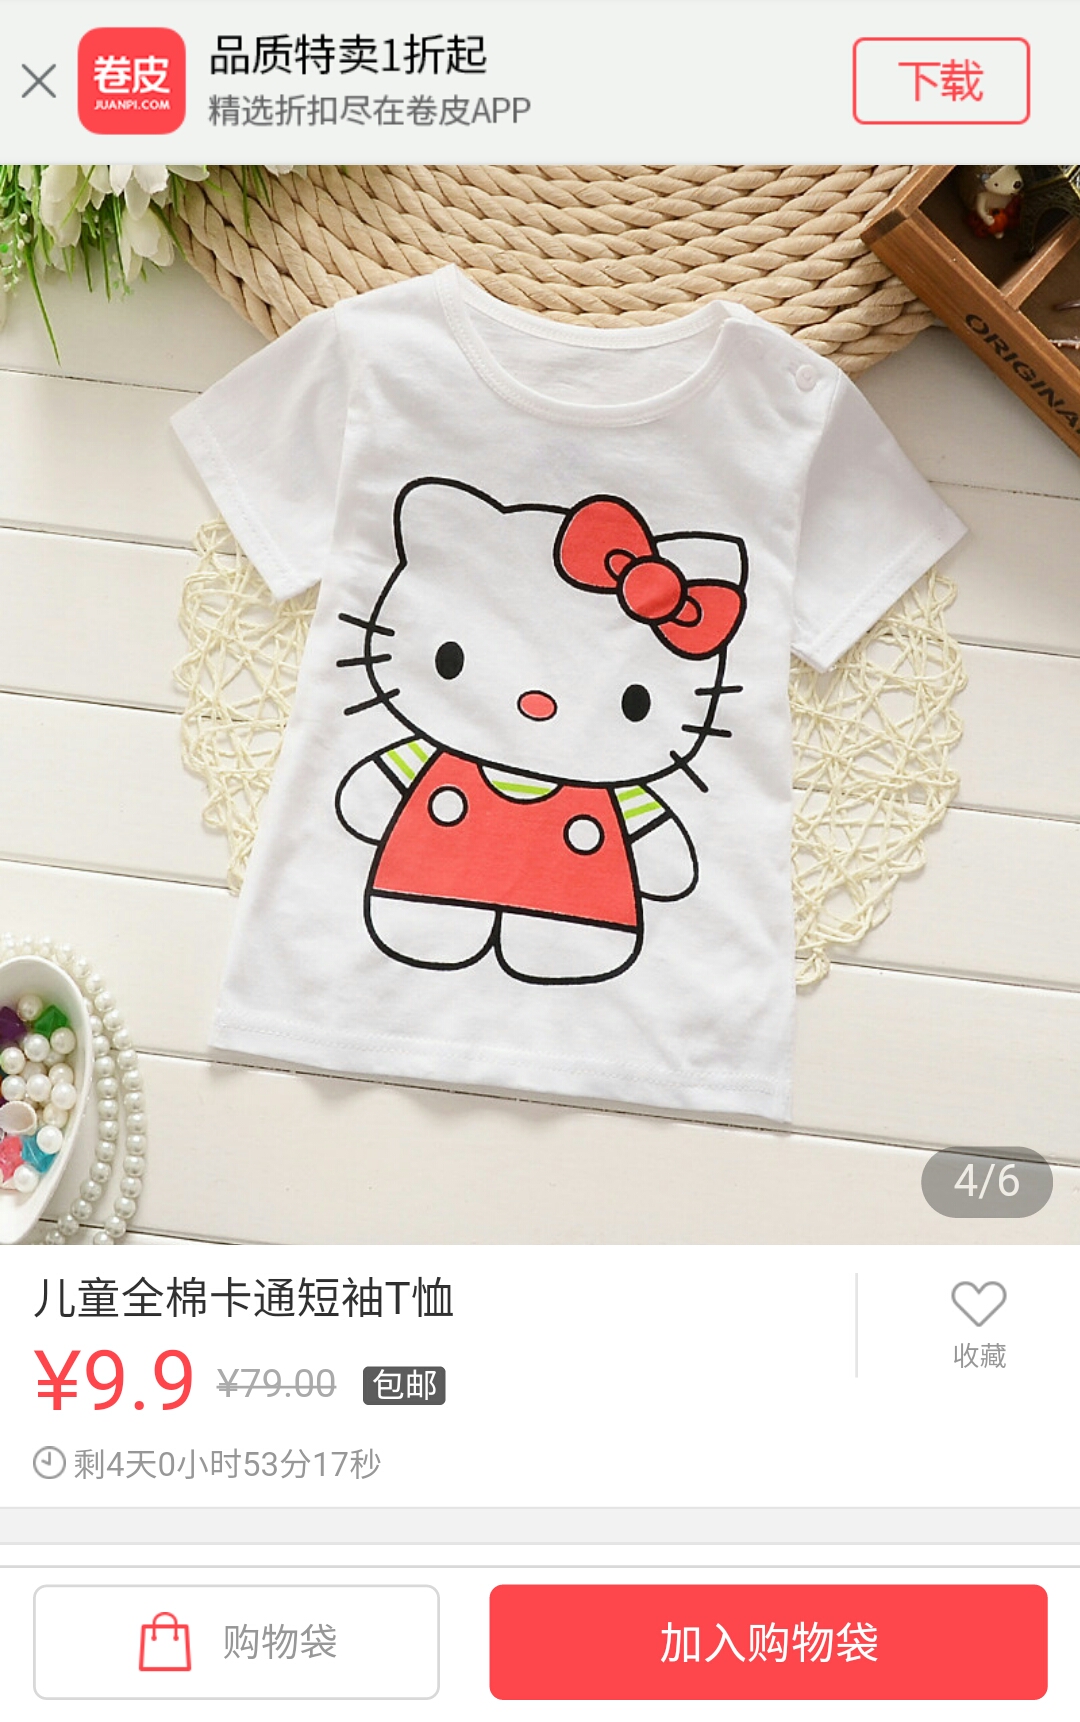 品质特卖1折起
卷皮
JUANPI.COM
精选折扣尽在卷皮APP
下载
ORIGINA
4/6
儿童全棉卡通短袖T恤
收藏
¥9.9 ¥79.00 包邮
剩4天0小时53分17秒
购物袋
加入购物袋